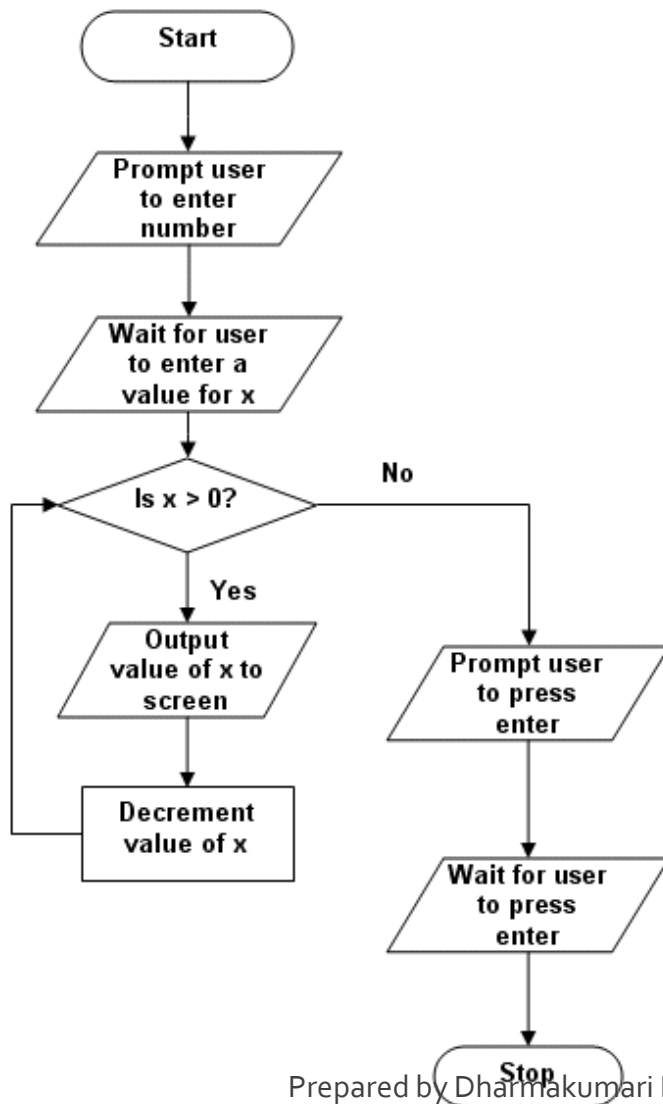 Start
Prompt user
to enter
number
Wait for user
to enter a
value for x
Is x > 0?
No
Yes
Output
value of x to
screen
Decrement
value of x
Prompt user
to press
enter
Wait for user
to press
enter
Stop
Prepared by Dharmakumari